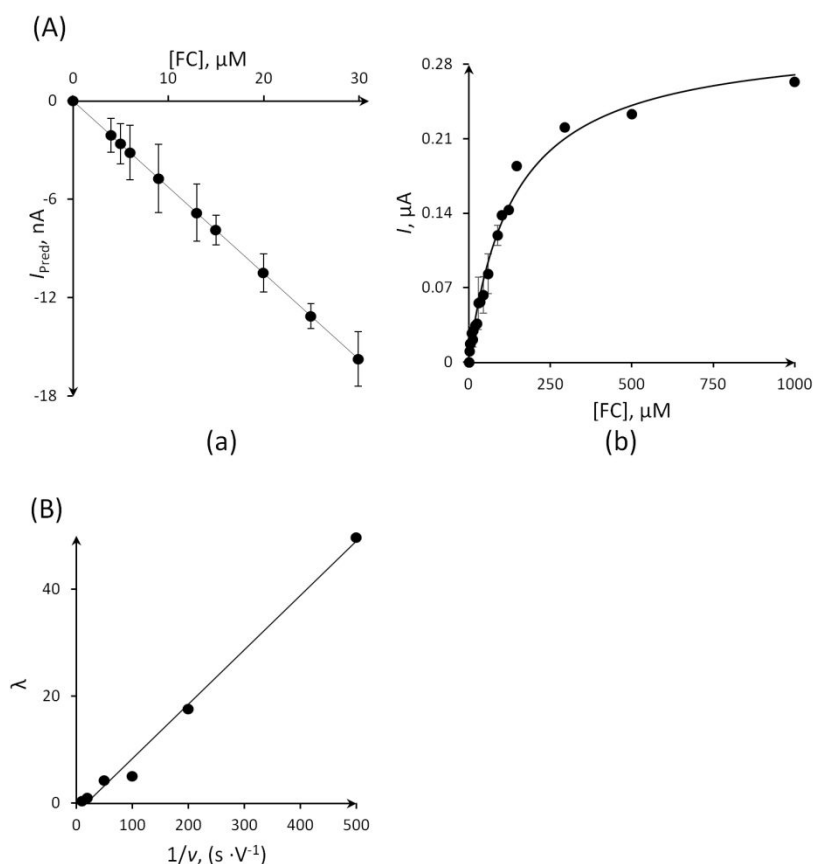 (A)
[FC], μM
0 10 20 30
0
-6
-12
-18
I_Pred, nA
(a)
0.28
0.21
0.14
0.07
0
I, μA
0 250 500 750 1000
[FC], μM
(b)
(B)
40
20
0
λ
0 100 200 300 400 500
1/ν, (s ·V⁻¹)